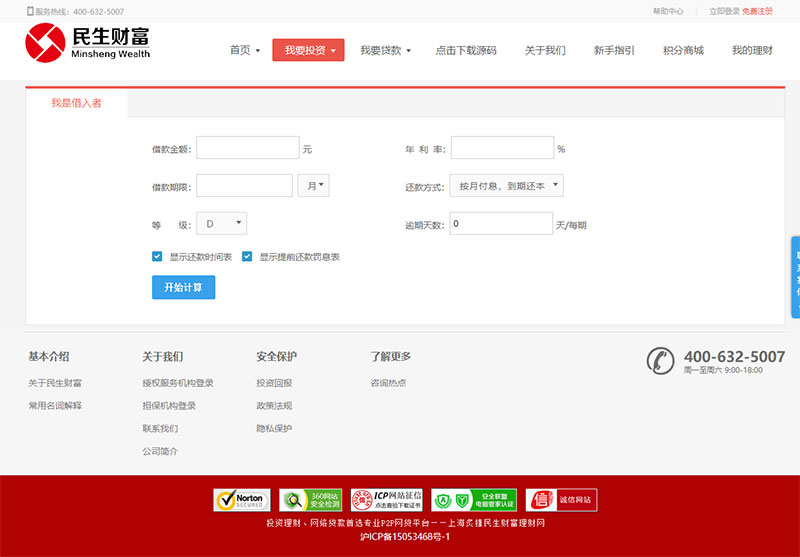 服务热线：400-632-5007
帮助中心 立即登录 免费注册
民生财富
Minsheng Wealth
首页 我要投资 我要贷款 点击下载源码 关于我们 新手指引 积分商城 我的理财
我是借入者
借款金额： 元 年 利 率： %
借款期限： 月 还款方式： 按月付息，到期还本
等 级： D 逾期天数： 0 天/每期
显示还款时间表 显示提前还款罚息表
开始计算
基本介绍 关于我们 安全保护 了解更多
400-632-5007
周一至周六 9:00-18:00
关于民生财富 授权服务机构登录 投资回报 咨询热点
常用名词解释 担保机构登录 政策法规
联系我们 隐私保护
公司简介
Norton SECURED 360网站 安全检测 ICP网站征信 点击查验下载证书 安全联盟 电脑管家认证 诚信网站
投资理财、网络贷款首选专业P2P网贷平台－－上海炙捷民生财富理财网
沪ICP备15053468号-1